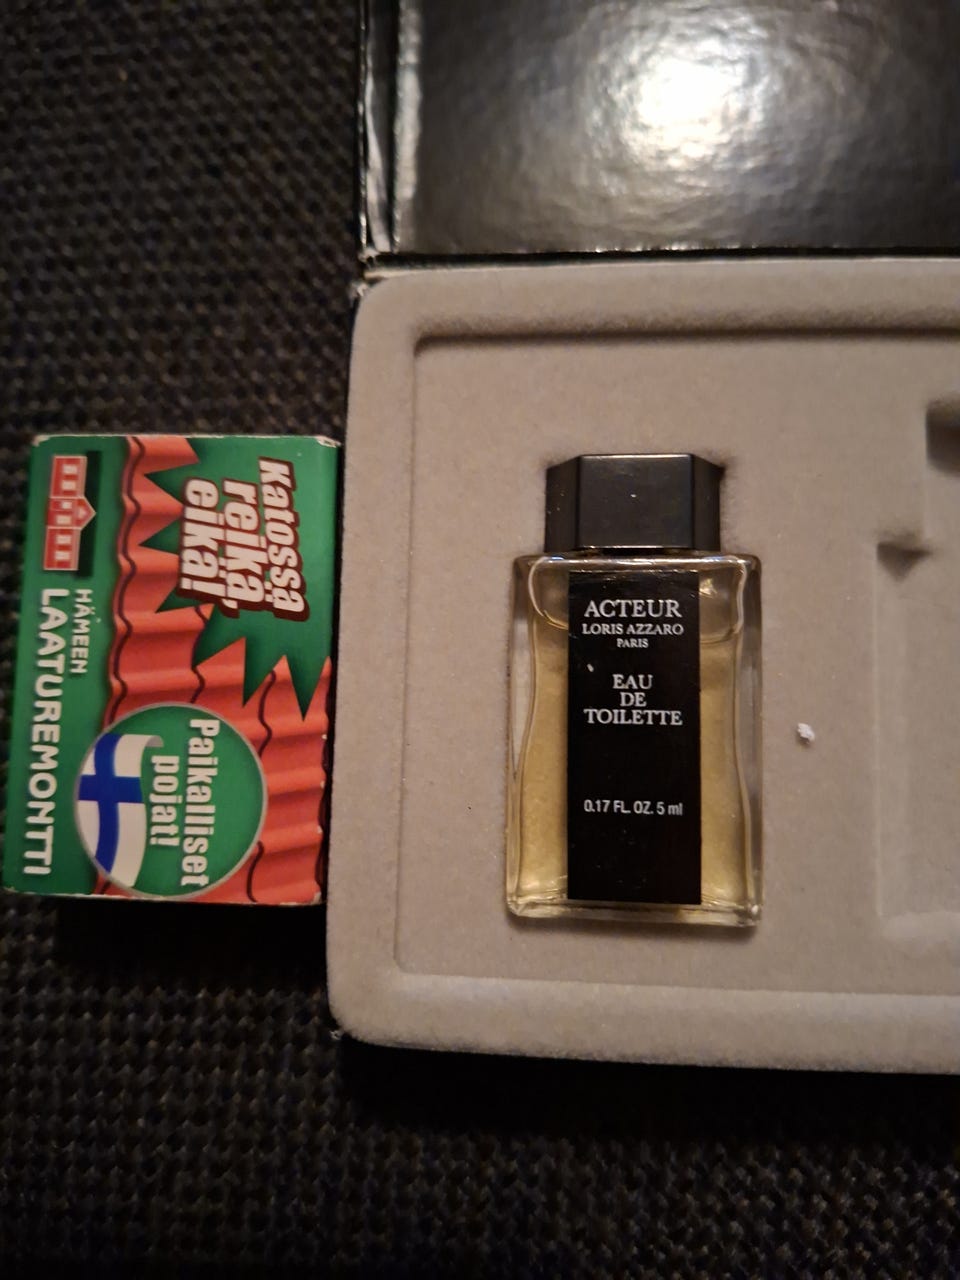 Katossa
reikä,
eikä!
HÄMEEN
LAATUREMONTTI
Paikalliset
pojat!
ACTEUR
LORIS AZZARO
PARIS
EAU
DE
TOILETTE
0.17 FL. OZ. 5 ml